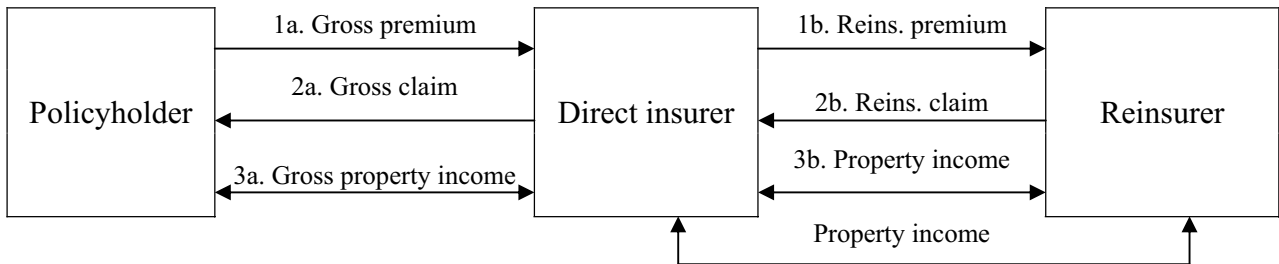 1a. Gross premium
1b. Reins. premium
2a. Gross claim
2b. Reins. claim
Policyholder
Direct insurer
Reinsurer
3a. Gross property income
3b. Property income
Property income